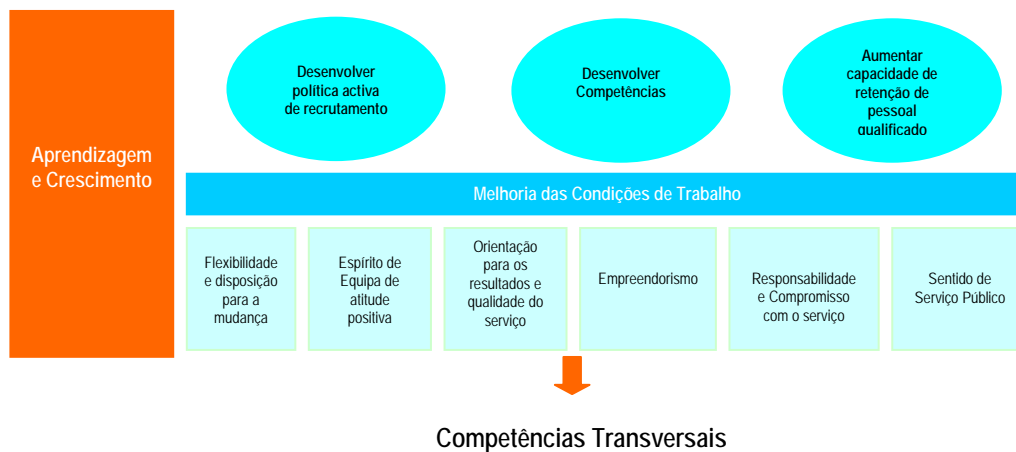 Aprendizagem
e Crescimento
Desenvolver
política activa
de recrutamento
Desenvolver
Competências
Aumentar
capacidade de
retenção de
pessoal
qualificado
Melhoria das Condições de Trabalho
Flexibilidade
e disposição
para a
mudança
Espírito de
Equipa de
atitude
positiva
Orientação
para os
resultados e
qualidade do
serviço
Empreendorismo
Responsabilidade
e Compromisso
com o serviço
Sentido de
Serviço Público
Competências Transversais